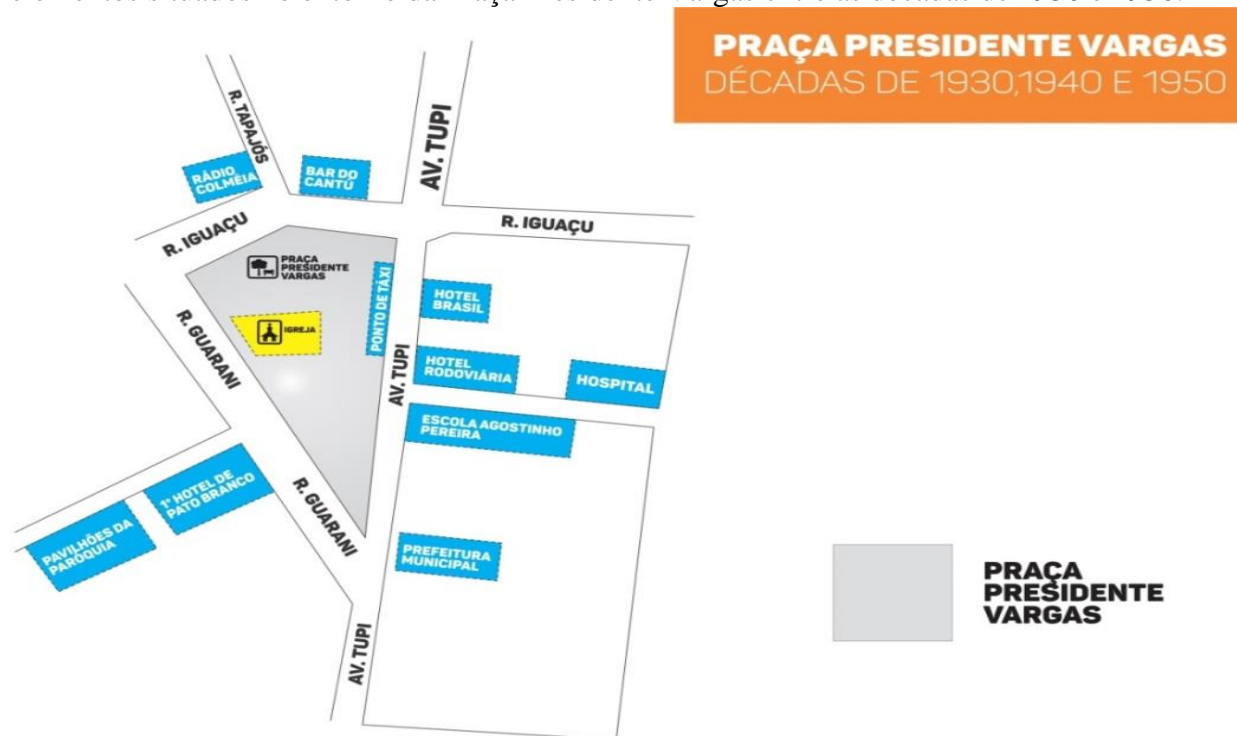 PRAÇA PRESIDENTE VARGAS
DÉCADAS DE 1930,1940 E 1950
R. TAPAJÓS
AV. TUPI
RÁDIO
COLMÉIA
BAR DO
CANTÚ
R. IGUAÇU
R. IGUAÇU
PRAÇA
PRESIDENTE
VARGAS
PONTO DE TÁXI
HOTEL
BRASIL
IGREJA
R. GUARANI
AV. TUPI
HOTEL
RODOVIÁRIA
HOSPITAL
ESCOLA AGOSTINHO
PEREIRA
1º HOTEL DE
PATO BRANCO
PAVILHÕES DA
PARÓQUIA
R. GUARANI
PREFEITURA
MUNICIPAL
AV. TUPI
PRAÇA
PRESIDENTE
VARGAS